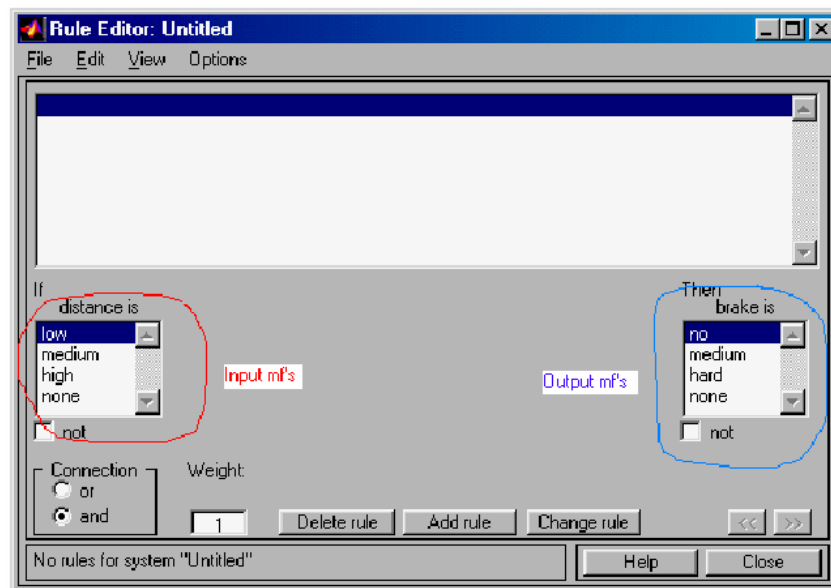 Rule Editor: Untitled
File Edit View Options
If
distance is
low
medium
high
none
not
Input mf's
Then
brake is
no
medium
hard
none
not
Output mf's
Connection
or
and
Weight:
1
Delete rule
Add rule
Change rule
<<
>>
No rules for system "Untitled"
Help
Close